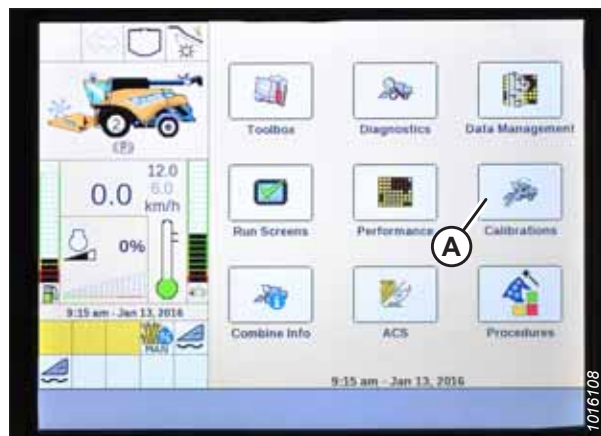 Toolbox
Diagnostics
Data Management
2
(P)
12.0
6.0
0.0
km/h
Run Screens
Performance
Calibrations
A
0%
9:15 am - Jan 13, 2016
MAN
Combine Info
ACS
Procedures
9:15 am - Jan 13, 2016
1016108